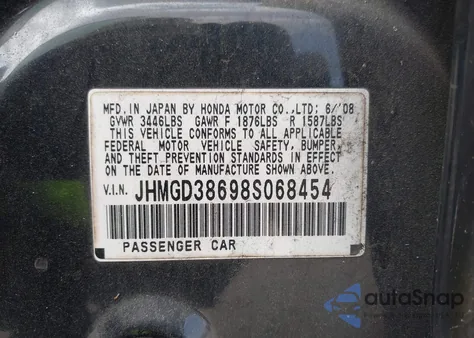 MFD. IN JAPAN BY HONDA MOTOR CO.,LTD: 6/'08
GVWR 3446LBS GAWR F 1876LBS R 1587LBS
THIS VEHICLE CONFORMS TO ALL APPLICABLE
FEDERAL MOTOR VEHICLE SAFETY, BUMPER,
AND THEFT PREVENTION STANDARDS IN EFFECT
ON THE DATE OF MANUFACTURE SHOWN ABOVE.
V.I.N. JHMGD38698S068454
PASSENGER CAR
autoSnap